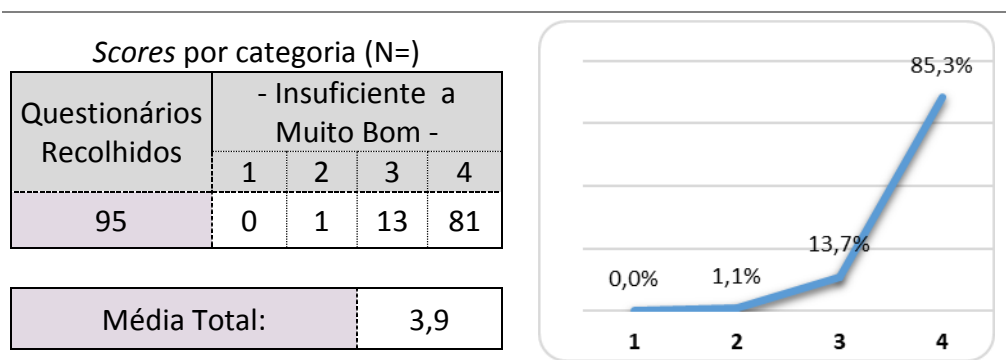 Scores por categoria (N=)
Questionários Recolhidos
- Insuficiente a
Muito Bom -
1 2 3 4
95 0 1 13 81
Média Total: 3,9
85,3%
13,7%
0,0% 1,1%
1 2 3 4